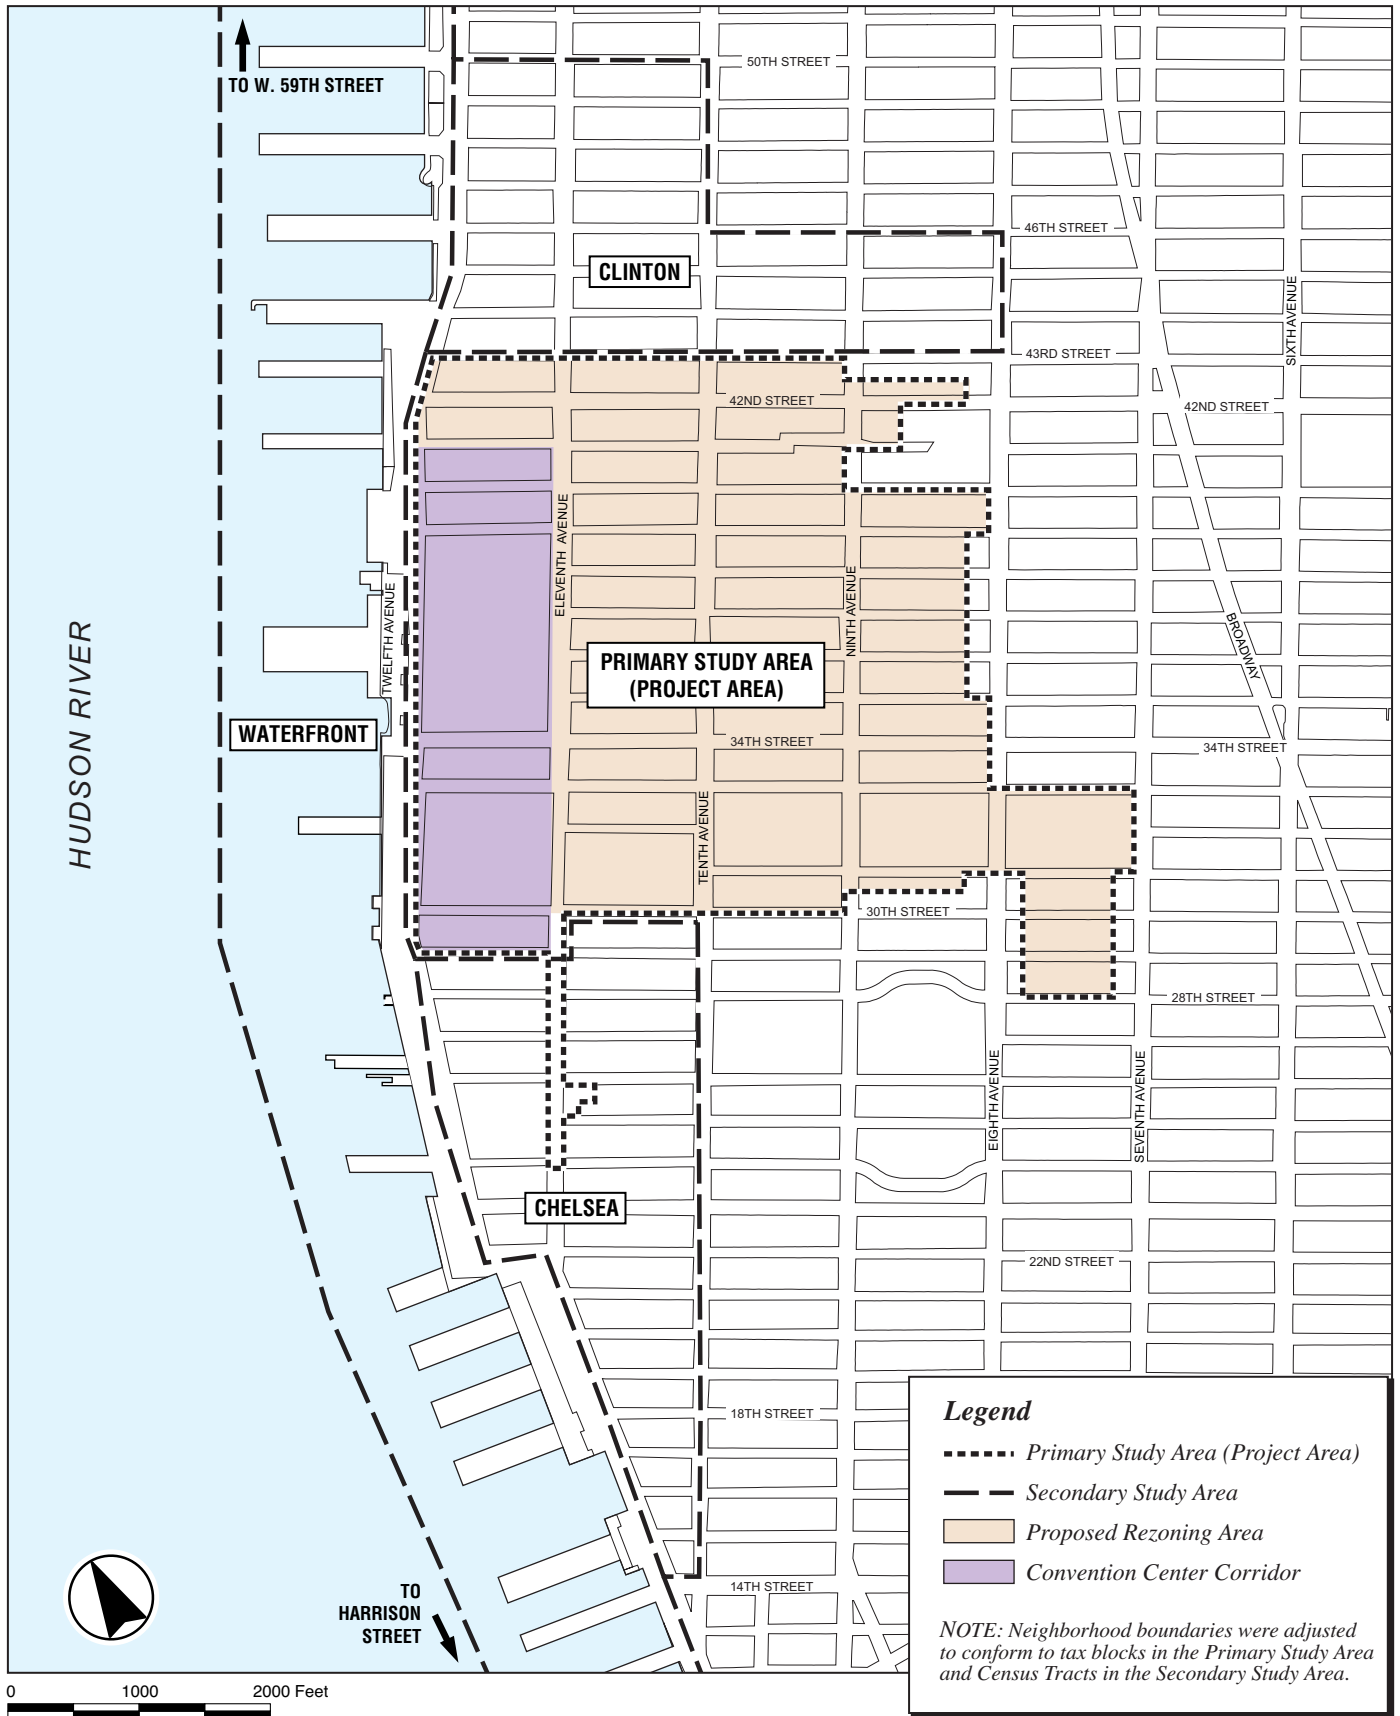 50TH STREET
TO W. 59TH STREET
46TH STREET
CLINTON
SIXTH AVENUE
43RD STREET
42ND STREET
42ND STREET
ELEVENTH AVENUE
NINTH AVENUE
TWELFTH AVENUE
BROADWAY
HUDSON RIVER
PRIMARY STUDY AREA
(PROJECT AREA)
WATERFRONT
34TH STREET
34TH STREET
TENTH AVENUE
30TH STREET
28TH STREET
EIGHTH AVENUE
SEVENTH AVENUE
CHELSEA
22ND STREET
18TH STREET
14TH STREET
TO
HARRISON
STREET
Legend
Primary Study Area (Project Area)
Secondary Study Area
Proposed Rezoning Area
Convention Center Corridor
NOTE: Neighborhood boundaries were adjusted
to conform to tax blocks in the Primary Study Area
and Census Tracts in the Secondary Study Area.
0 1000 2000 Feet